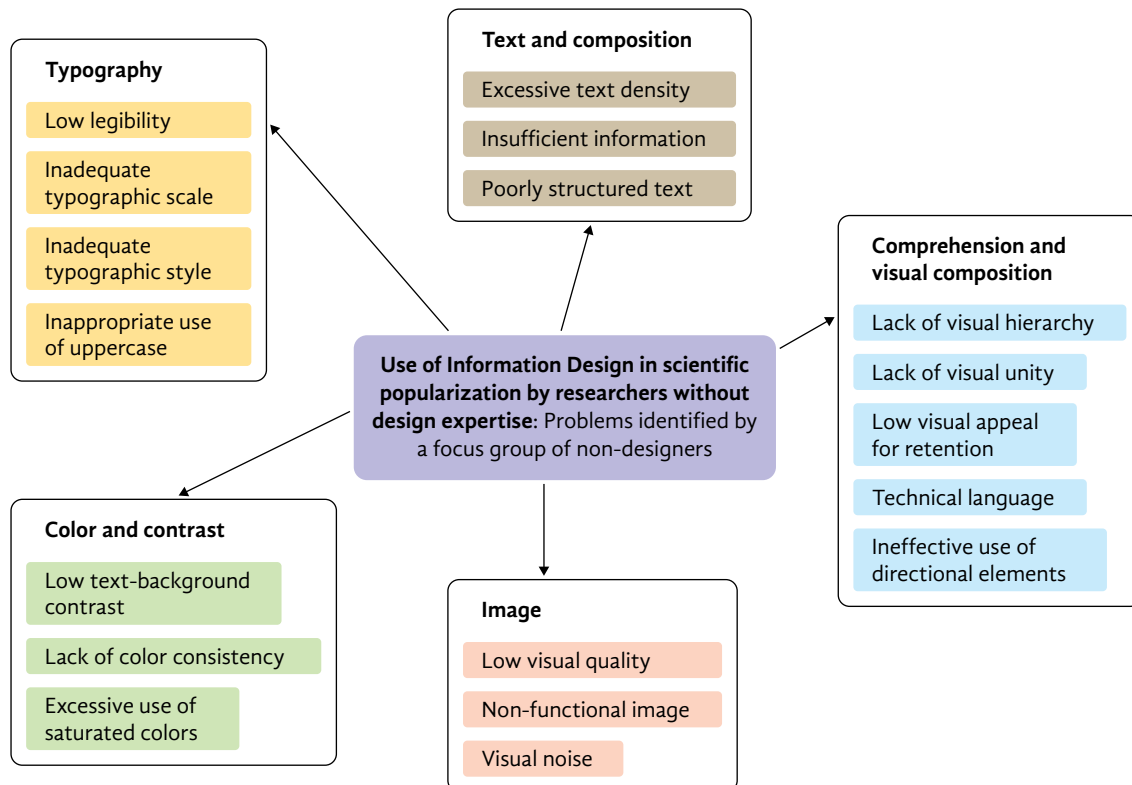 Typography
Low legibility
Inadequate
typographic scale
Inadequate
typographic style
Inappropriate use
of uppercase
Text and composition
Excessive text density
Insufficient information
Poorly structured text
Comprehension and
visual composition
Lack of visual hierarchy
Lack of visual unity
Low visual appeal
for retention
Technical language
Ineffective use of
directional elements
Use of Information Design in scientific
popularization by researchers without
design expertise: Problems identified by
a focus group of non-designers
Color and contrast
Low text-background
contrast
Lack of color consistency
Excessive use of
saturated colors
Image
Low visual quality
Non-functional image
Visual noise